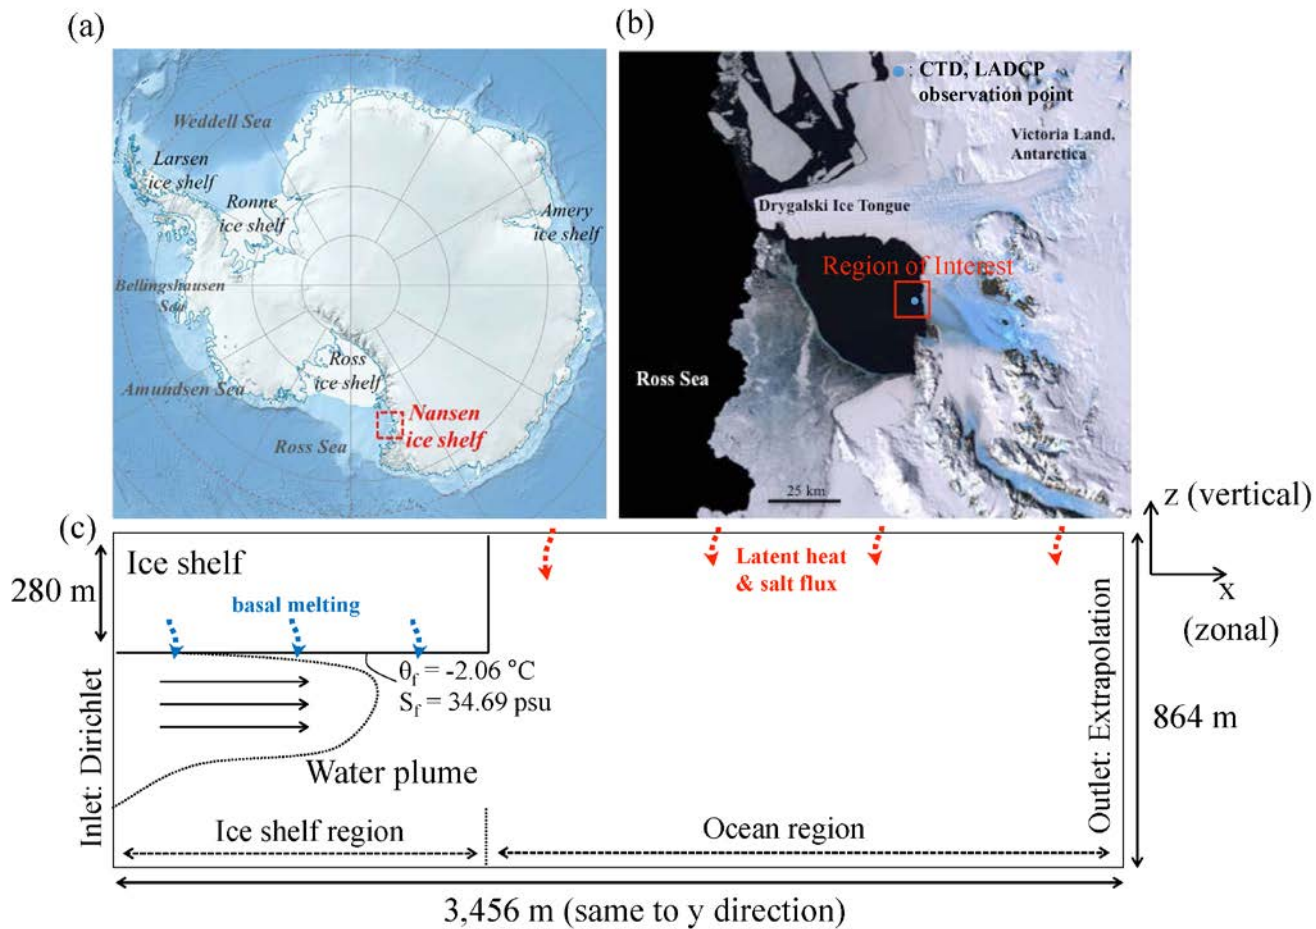 (a)
Weddell Sea
Larsen
ice shelf
Ronne
ice shelf
Amery
ice shelf
Bellingshausen
Sea
Ross
ice shelf
Amundsen Sea
Nansen
ice shelf
Ross Sea
(b)
: CTD, LADCP
observation point
Victoria Land,
Antarctica
Drygalski Ice Tongue
Region of Interest
Ross Sea
25 km
(c)
z (vertical)
x
(zonal)
Ice shelf
280 m
basal melting
Latent heat
& salt flux
θf = -2.06 °C
Sf = 34.69 psu
Inlet: Dirichlet
Water plume
Outlet: Extrapolation
864 m
Ice shelf region
Ocean region
3,456 m (same to y direction)